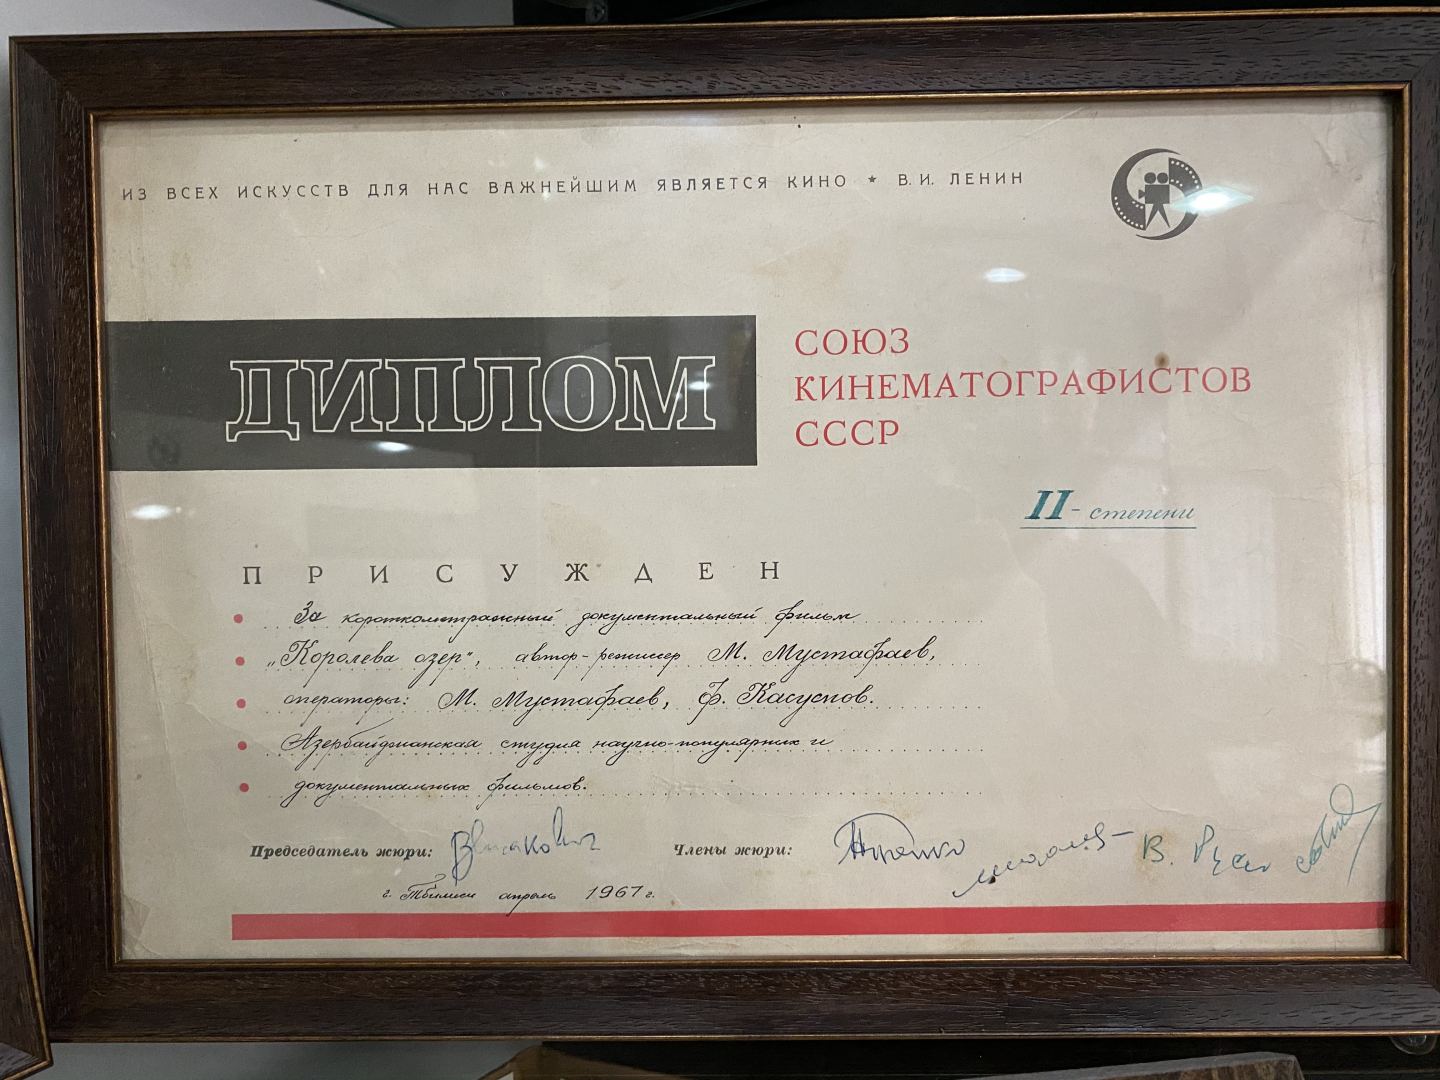 ИЗ ВСЕХ ИСКУССТВ ДЛЯ НАС ВАЖНЕЙШИМ ЯВЛЯЕТСЯ КИНО * В. И. ЛЕНИН
ДИПЛОМ
СОЮЗ
КИНЕМАТОГРАФИСТОВ
СССР
II - степени
ПРИСУЖДЕН
За короткометражный документальный фильм
„Королева озер", автор-режиссер М. Мустафаев,
операторы: М. Мустафаев, Ф. Касупов.
Азербайджанская студия научно-популярных и
документальных фильмов.
Председатель жюри:
Члены жюри:
г. Тбилиси апрель 1967 г.